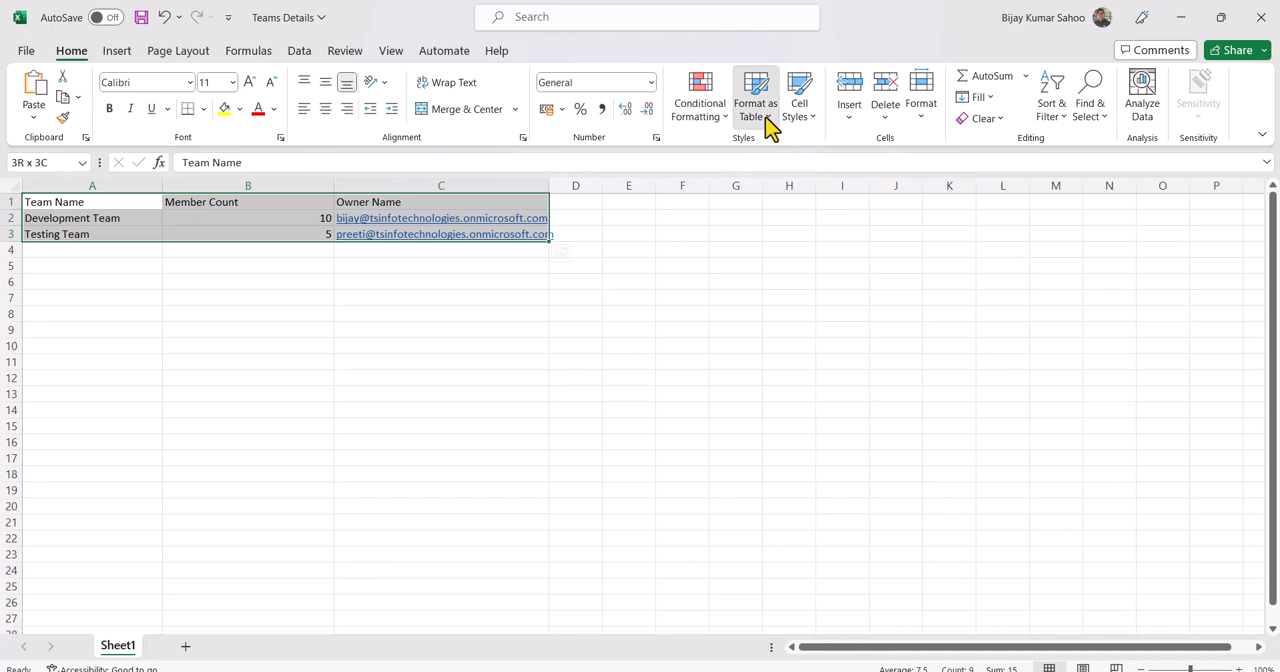 AutoSave Off Teams Details Search Bijay Kumar Sahoo
File Home Insert Page Layout Formulas Data Review View Automate Help Comments Share
Paste Calibri 11 A A Wrap Text General Conditional Formatting Format as Table Cell Styles Insert Delete Format AutoSum Sort & Filter Find & Select Analyze Data Sensitivity
B I U A Merge & Center % Fill
Clear
Clipboard Font Alignment Number Styles Cells Editing Analysis Sensitivity
3R x 3C fx Team Name
A B C D E F G H I J K L M N O P
1 Team Name Member Count Owner Name
2 Development Team 10 bijay@tsinfotechnologies.onmicrosoft.com
3 Testing Team 5 preeti@tsinfotechnologies.onmicrosoft.com
4
5
6
7
8
9
10
11
12
13
14
15
16
17
18
19
20
21
22
23
24
25
26
27
28
Sheet1
Ready Accessibility: Good to go Average: 7.5 Count: 9 Sum: 15 100%